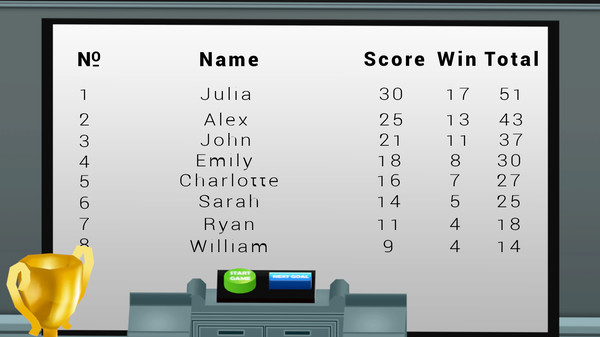 № Name Score Win Total
1 Julia 30 17 51
2 Alex 25 13 43
3 John 21 11 37
4 Emily 18 8 30
5 Charlotte 16 7 27
6 Sarah 14 5 25
7 Ryan 11 4 18
8 William 9 4 14
START
GAME
NEXT GOAL